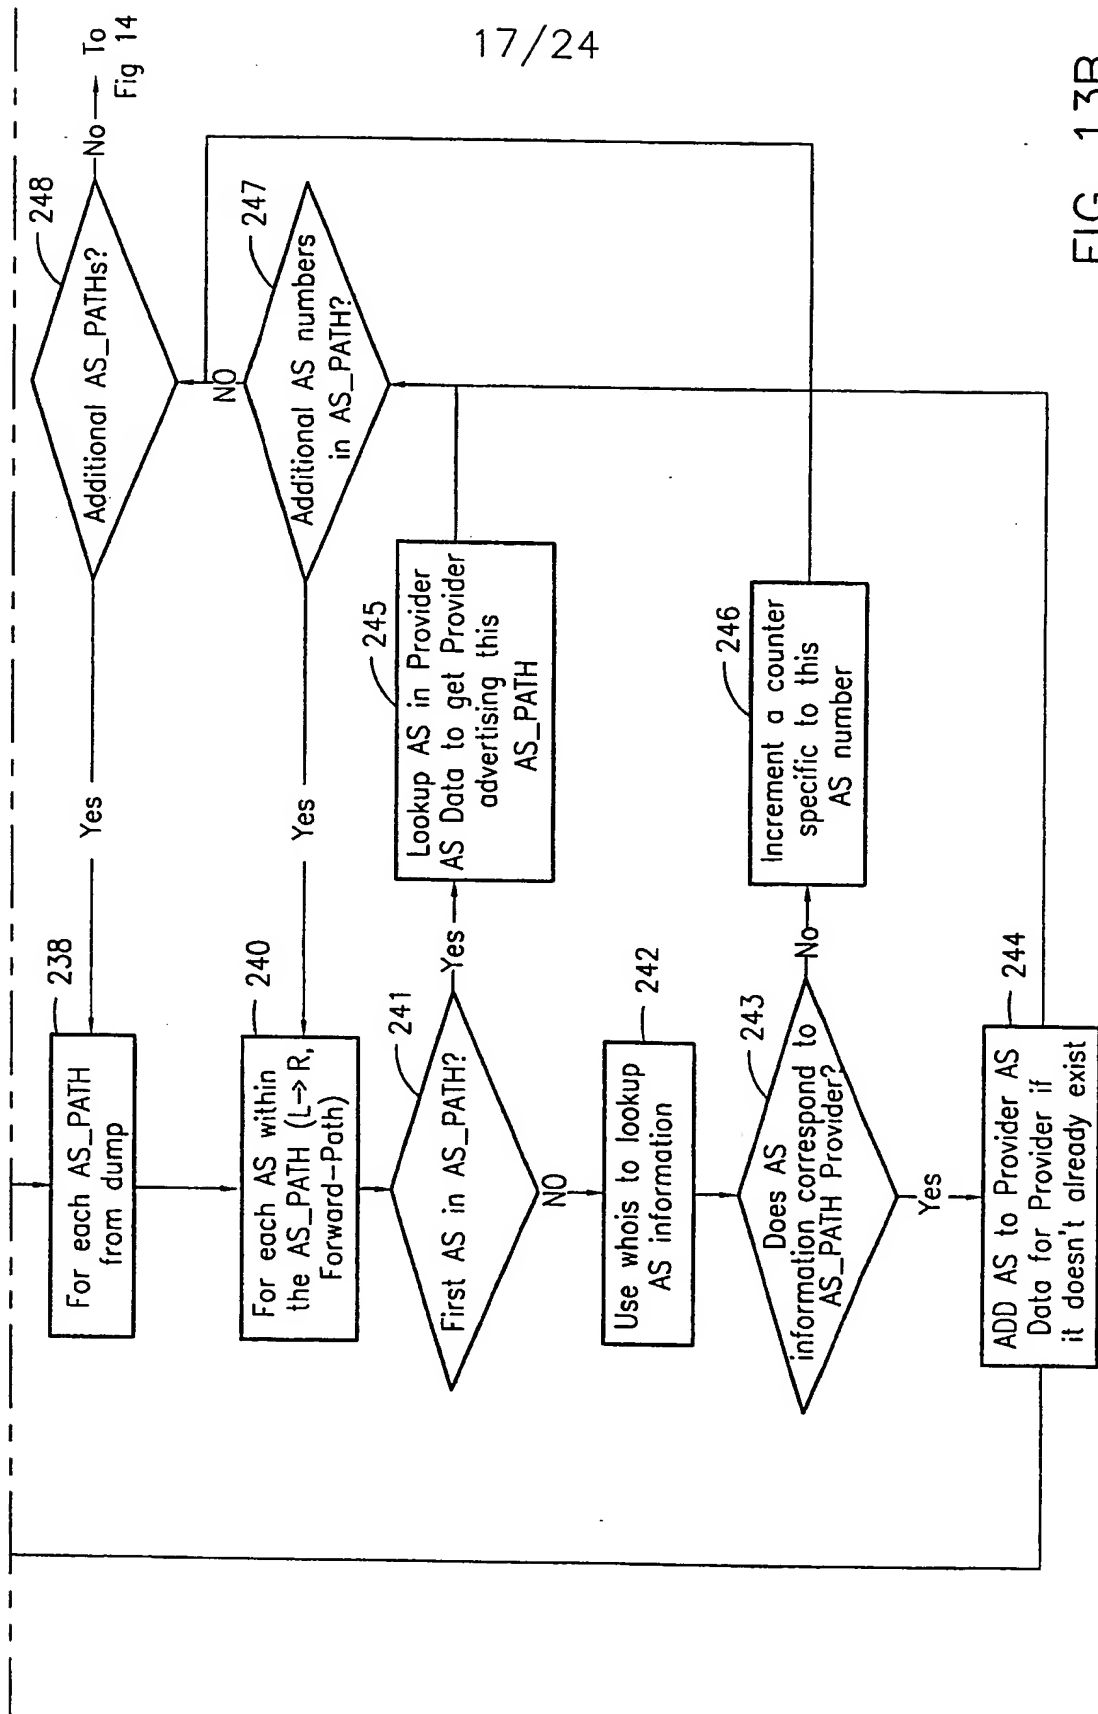 17/24
FIG. 13B
238
For each AS_PATH
from dump
240
For each AS within
the AS_PATH (L→R,
Forward-Path)
241
First AS in AS_PATH?
Yes
NO
242
Use whois to lookup
AS information
243
Does AS
information correspond to
AS_PATH Provider?
No
Yes
244
ADD AS to Provider AS
Data for Provider if
it doesn't already exist
245
Lookup AS in Provider
AS Data to get Provider
advertising this
AS_PATH
246
Increment a counter
specific to this
AS number
247
Additional AS numbers
in AS_PATH?
Yes
NO
248
Additional AS_PATHs?
Yes
No
To
Fig 14